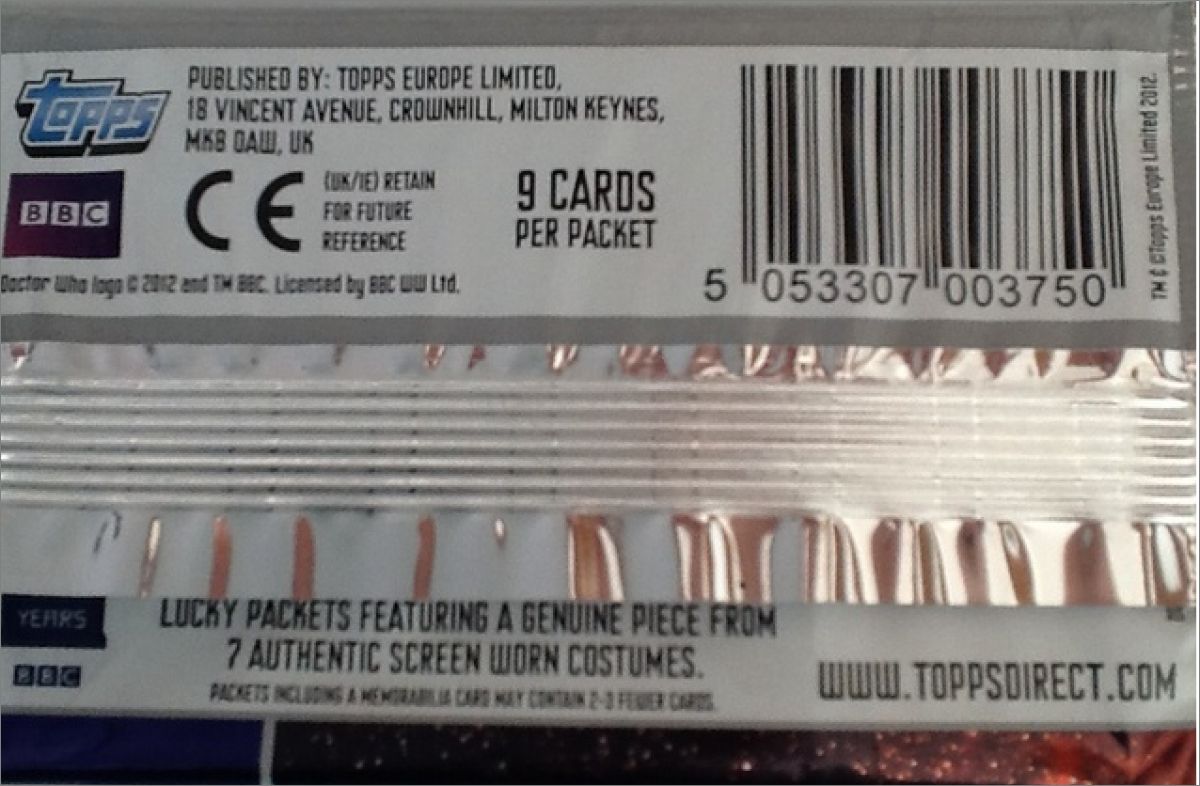 topps
PUBLISHED BY: TOPPS EUROPE LIMITED,
18 VINCENT AVENUE, CROWNHILL, MILTON KEYNES,
MK8 0AW, UK
BBC
CE
(UK/IE) RETAIN
FOR FUTURE
REFERENCE
9 CARDS
PER PACKET
Doctor Who logo © 2012 and TM BBC. Licensed by BBC WW Ltd.
5 053307 003750
TM & ©Topps Europe Limited 2012.
YEARS
BBC
LUCKY PACKETS FEATURING A GENUINE PIECE FROM
7 AUTHENTIC SCREEN WORN COSTUMES.
PACKETS INCLUDING A MEMORABILIA CARD MAY CONTAIN 2-3 FEWER CARDS.
WWW.TOPPSDIRECT.COM